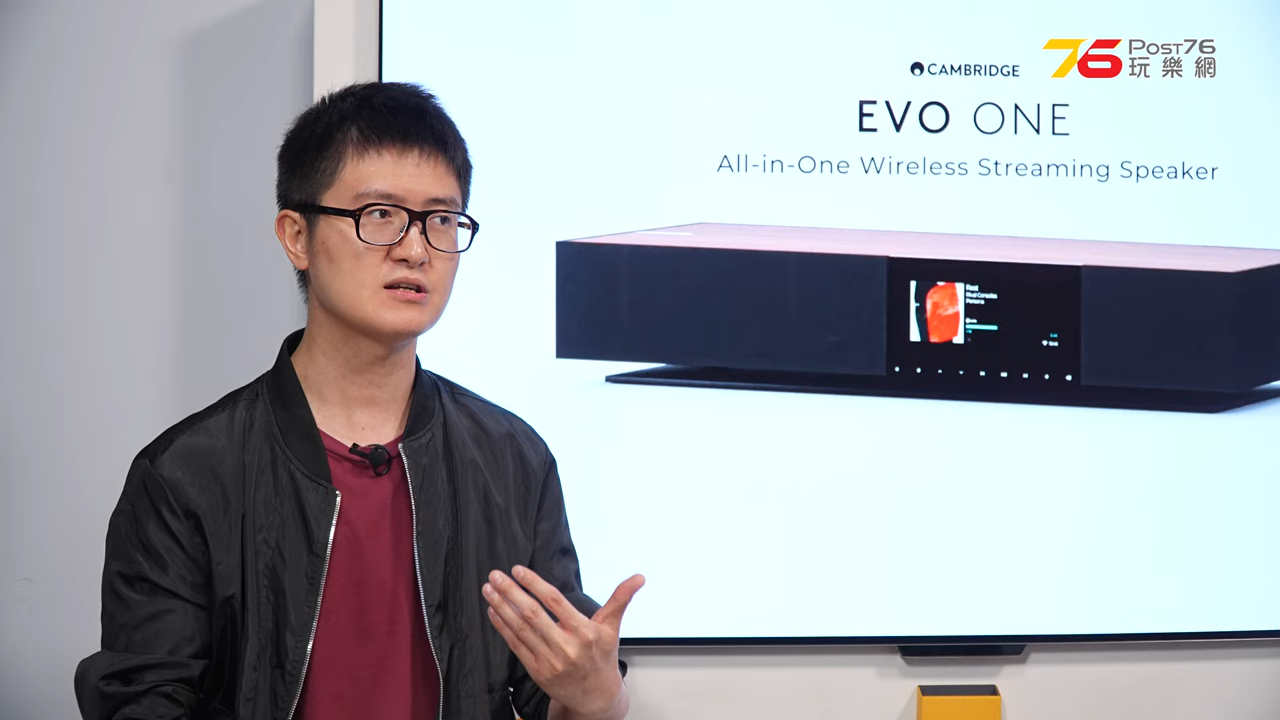 CAMBRIDGE
76 POST76
玩樂網
EVO ONE
All-in-One Wireless Streaming Speaker